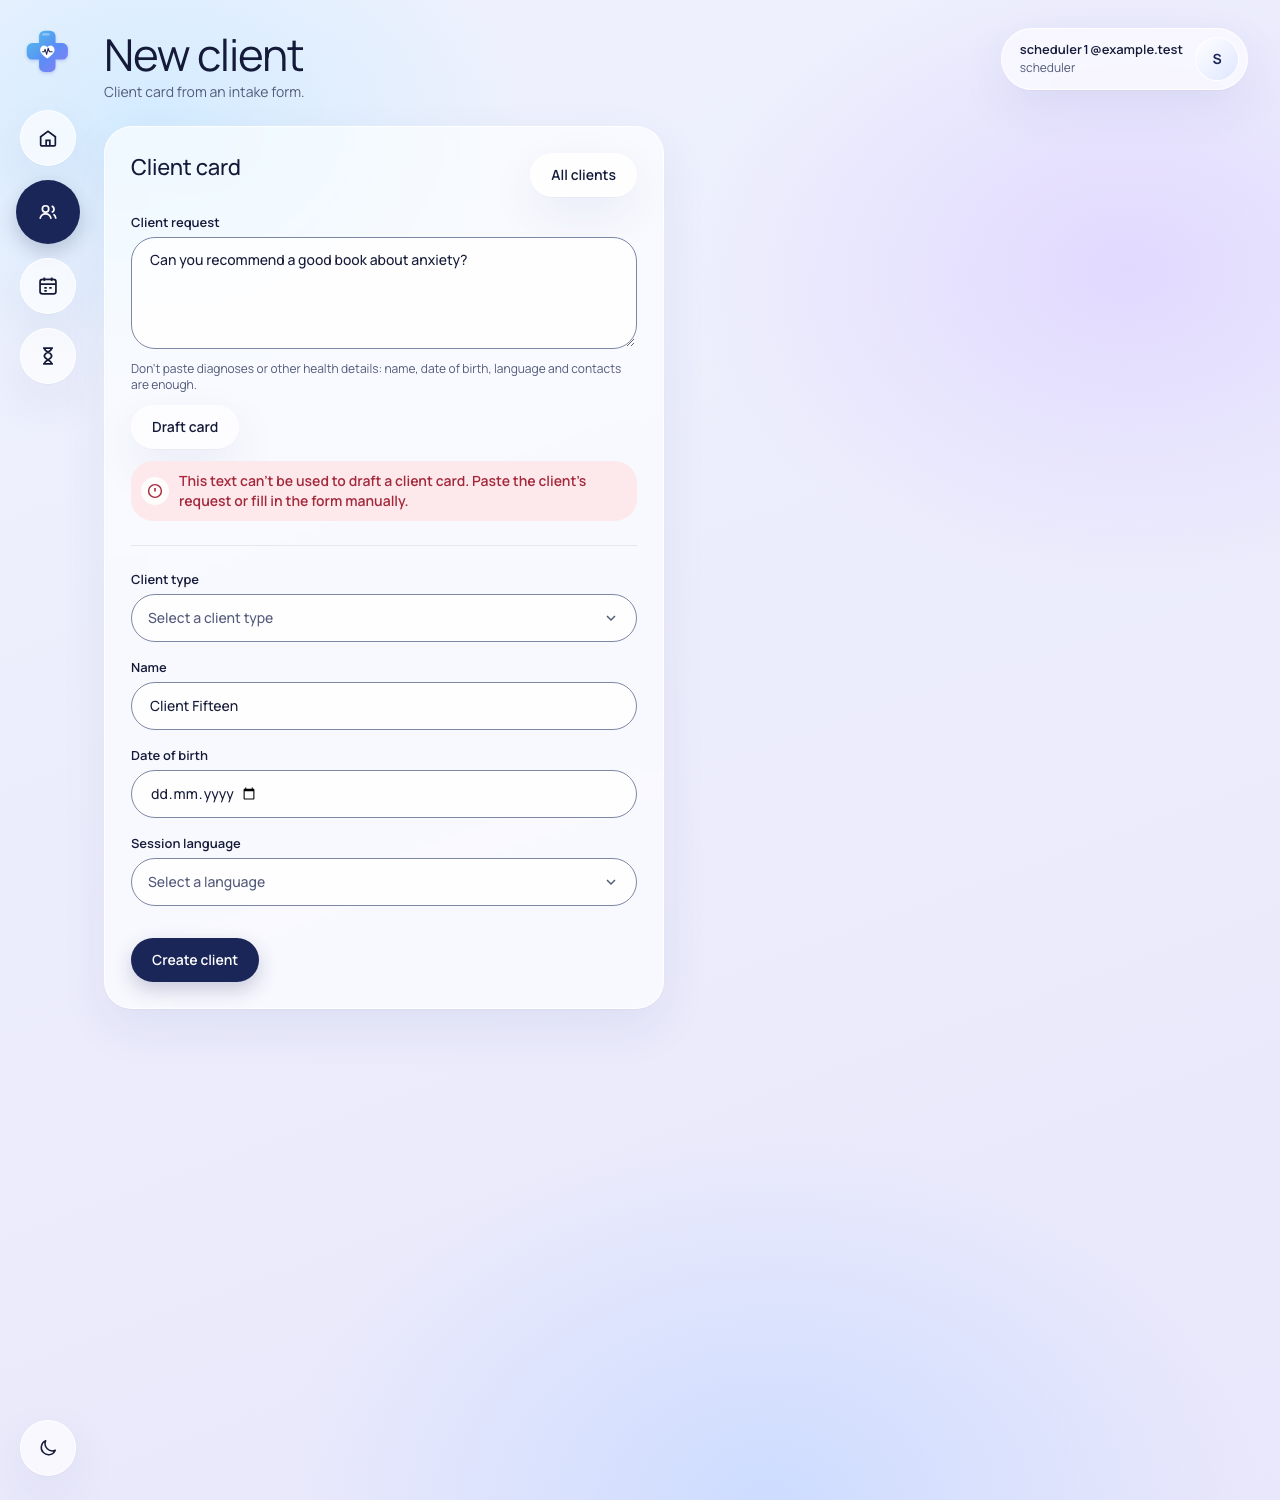 New client
Client card from an intake form.
scheduler1@example.test
scheduler
S
Client card
All clients
Client request
Can you recommend a good book about anxiety?
Don't paste diagnoses or other health details: name, date of birth, language and contacts
are enough.
Draft card
This text can't be used to draft a client card. Paste the client's
request or fill in the form manually.
Client type
Select a client type
Name
Client Fifteen
Date of birth
dd.mm.yyyy
Session language
Select a language
Create client